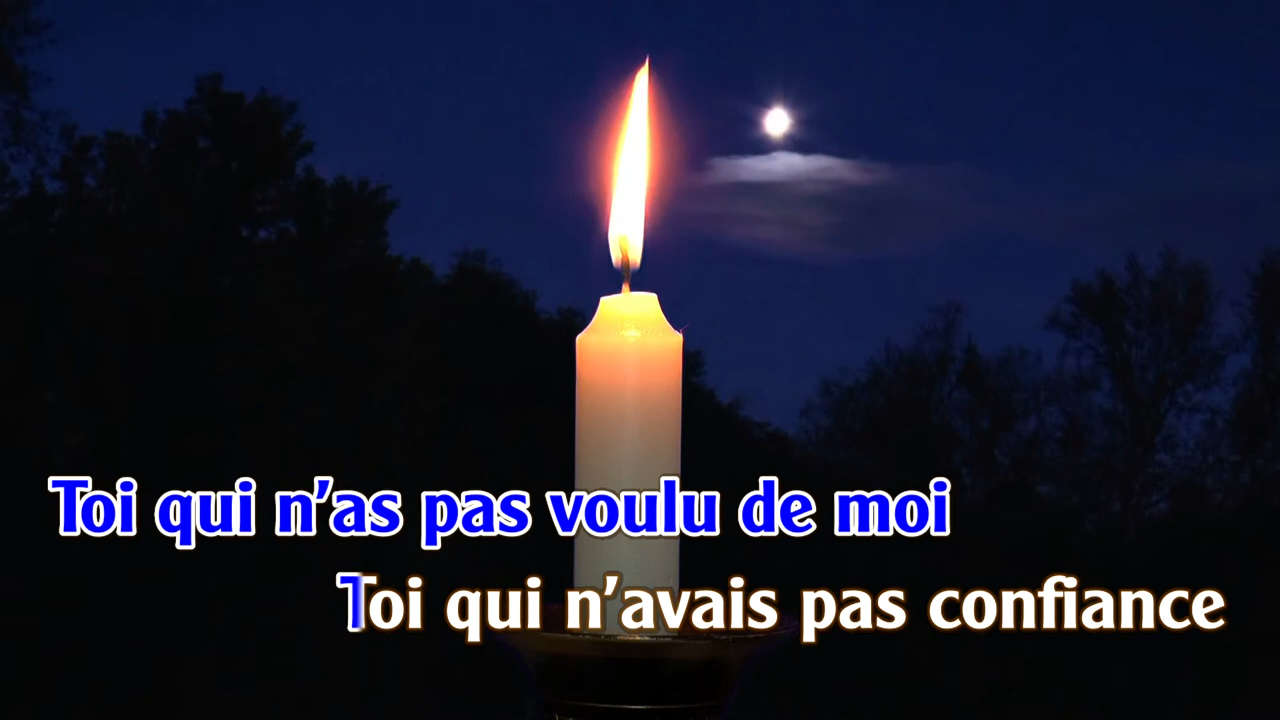 Toi qui n’as pas voulu de moi
Toi qui n’avais pas confiance